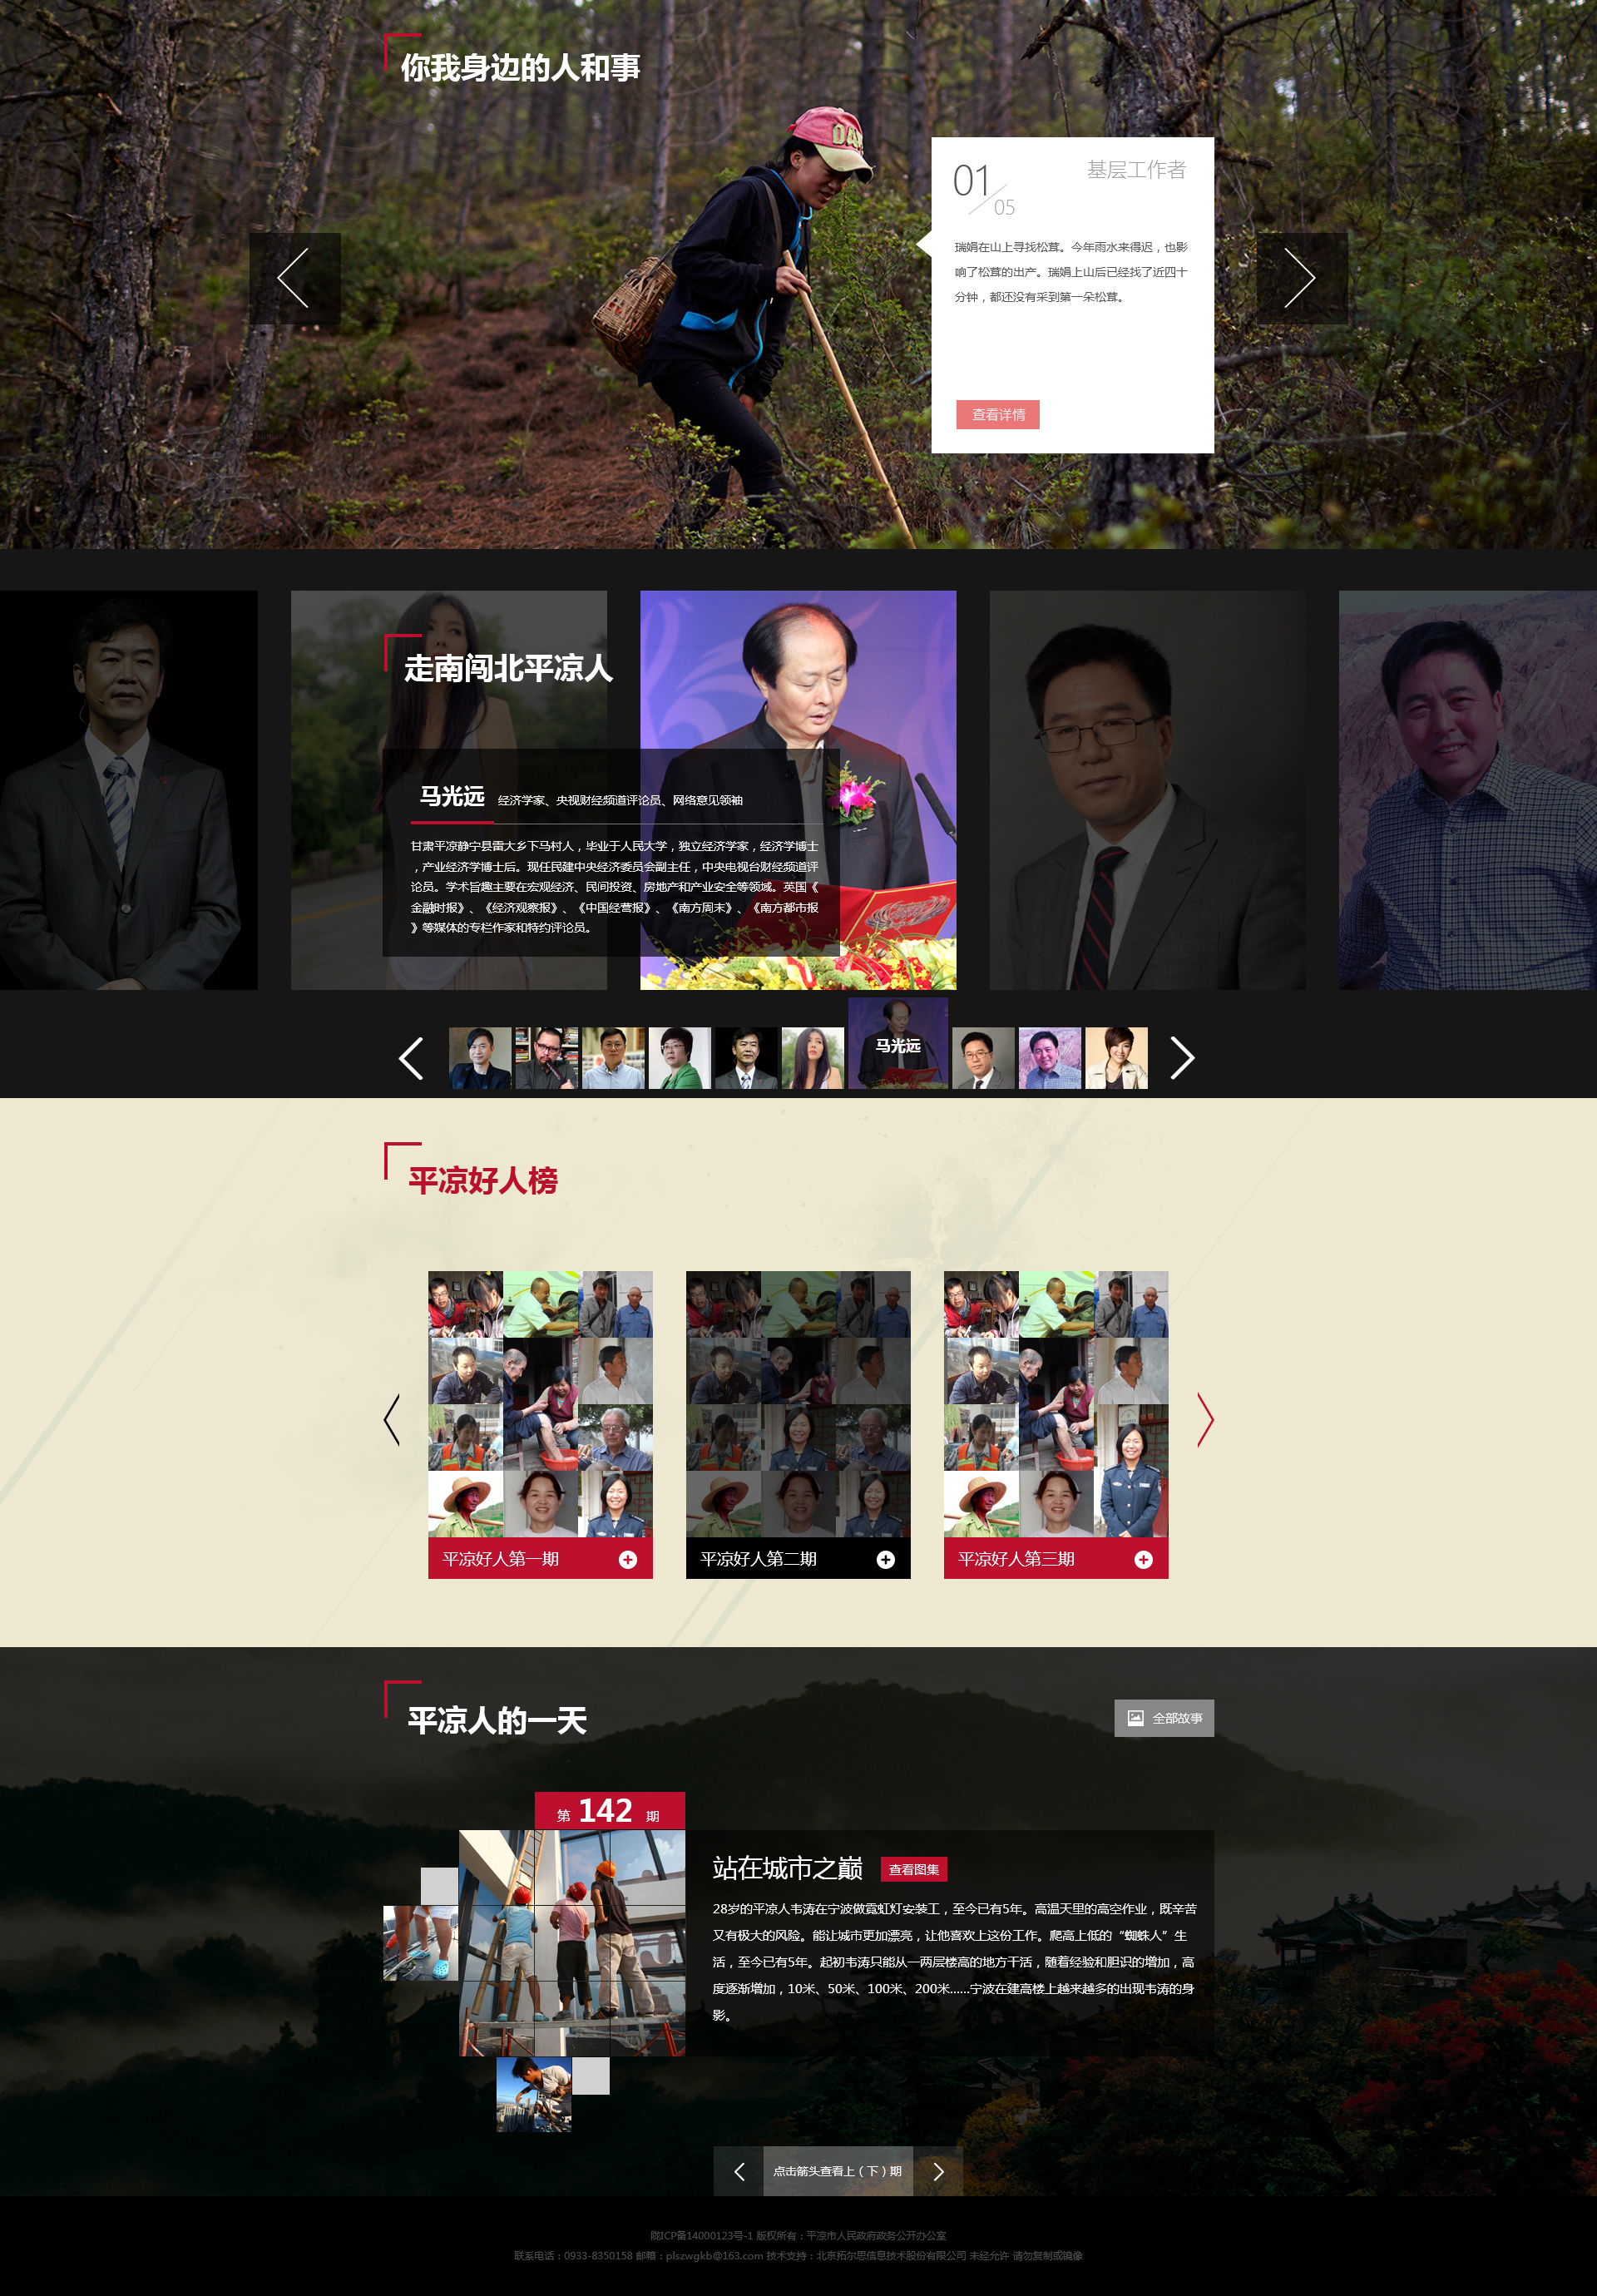 你我身边的人和事
01
05
基层工作者
瑞娟在山上寻找松茸。今年雨水来得迟，也影
响了松茸的出产。瑞娟上山后已经找了近四十
分钟，都还没有采到第一朵松茸。
查看详情
走南闯北平凉人
马光远 经济学家、央视财经频道评论员、网络意见领袖
甘肃平凉静宁县雷大乡下马村人，毕业于人民大学，独立经济学家，经济学博士
，产业经济学博士后。现任民建中央经济委员会副主任，中央电视台财经频道评
论员。学术旨趣主要在宏观经济、民间投资、房地产和产业安全等领域。英国《
金融时报》、《经济观察报》、《中国经营报》、《南方周末》、《南方都市报
》等媒体的专栏作家和特约评论员。
马光远
平凉好人榜
平凉好人第一期
平凉好人第二期
平凉好人第三期
平凉人的一天
全部故事
第 142 期
站在城市之巅 查看图集
28岁的平凉人韦涛在宁波做霓虹灯安装工，至今已有5年。高温天里的高空作业，既辛苦
又有极大的风险。能让城市更加漂亮，让他喜欢上这份工作。爬高上低的“蜘蛛人”生
活，至今已有5年。起初韦涛只能从一两层楼高的地方干活，随着经验和胆识的增加，高
度逐渐增加，10米、50米、100米、200米......宁波在建高楼上越来越多的出现韦涛的身
影。
点击箭头查看上（下）期
ICP备14000123号-1 版权所有：平凉市人民政府政务公开办公室
联系电话：0933-8350158 邮箱：plszwgkb@163.com 技术支持：北京拓尔思信息技术股份有限公司 未经允许 请勿复制或镜像